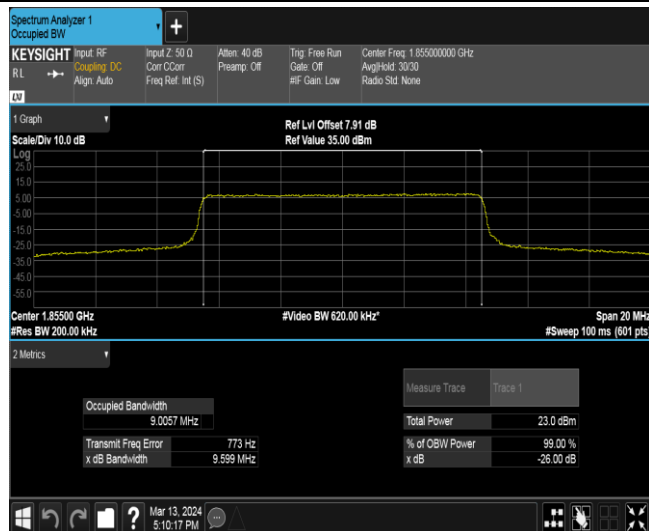 Spectrum Analyzer 1
Occupied BW
+
KEYSIGHT
RL
LXI
Input: RF
Coupling: DC
Align: Auto
Input Z: 50 Ω
Corr CCorr
Freq Ref: Int (S)
Atten: 40 dB
Preamp: Off
Trig: Free Run
Gate: Off
#IF Gain: Low
Center Freq: 1.855000000 GHz
Avg|Hold: 30/30
Radio Std: None
1 Graph
Scale/Div 10.0 dB
Ref Lvl Offset 7.91 dB
Ref Value 35.00 dBm
Log
25.0
15.0
5.00
-5.00
-15.0
-25.0
-35.0
-45.0
-55.0
Center 1.85500 GHz
#Res BW 200.00 kHz
#Video BW 620.00 kHz*
Span 20 MHz
#Sweep 100 ms (601 pts)
2 Metrics
Measure Trace Trace 1
Occupied Bandwidth
9.0057 MHz
Total Power 23.0 dBm
Transmit Freq Error 773 Hz
% of OBW Power 99.00 %
x dB Bandwidth 9.599 MHz
x dB -26.00 dB
?
Mar 13, 2024
5:10:17 PM